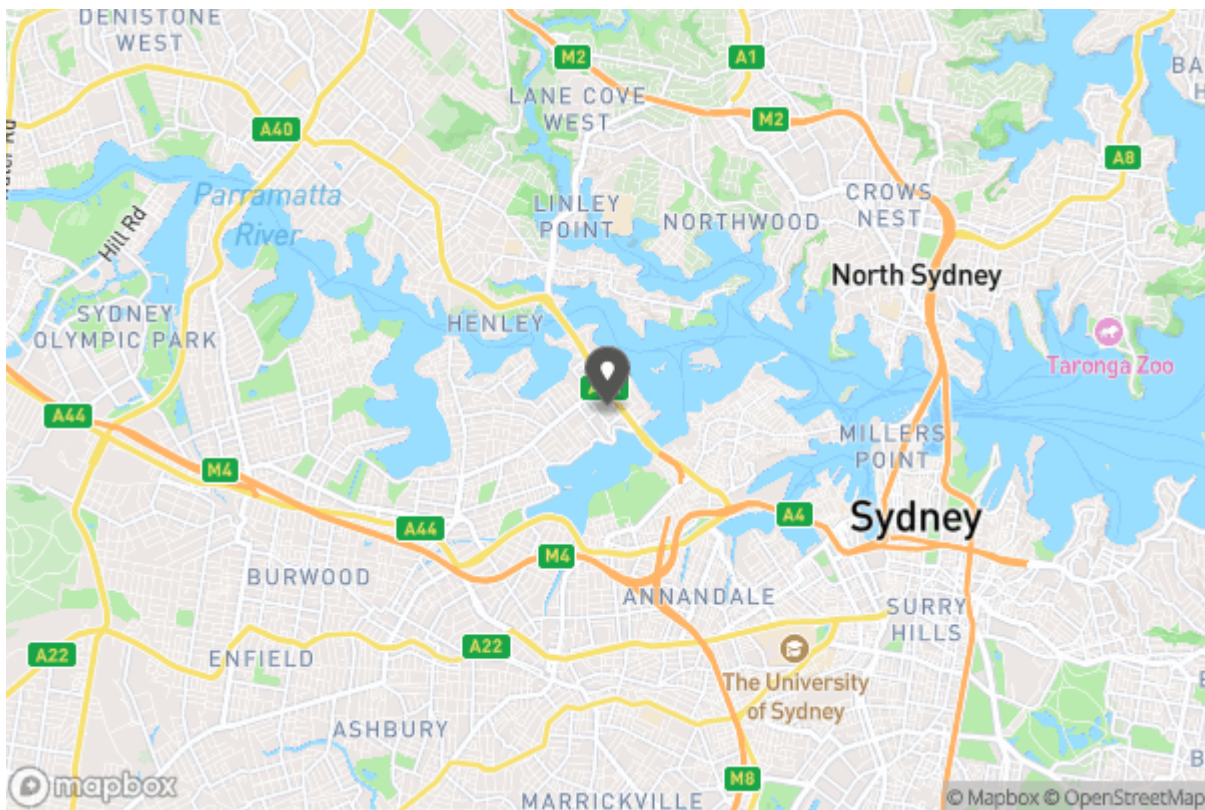 DENISTONE
WEST
M2
A1
BA
H
LANE COVE
WEST
M2
A40
A8
Parramatta
River
Hill Rd
LINLEY
POINT
NORTHWOOD
CROWS
NEST
North Sydney
SYDNEY
OLYMPIC PARK
HENLEY
Taronga Zoo
A44
MILLERS
POINT
M4
A44
A4
Sydney
M4
BURWOOD
ANNANDALE
SURRY
HILLS
A22
A22
ENFIELD
The University
of Sydney
ASHBURY
M8
mapbox
MARRICKVILLE
© Mapbox © OpenStreetMap